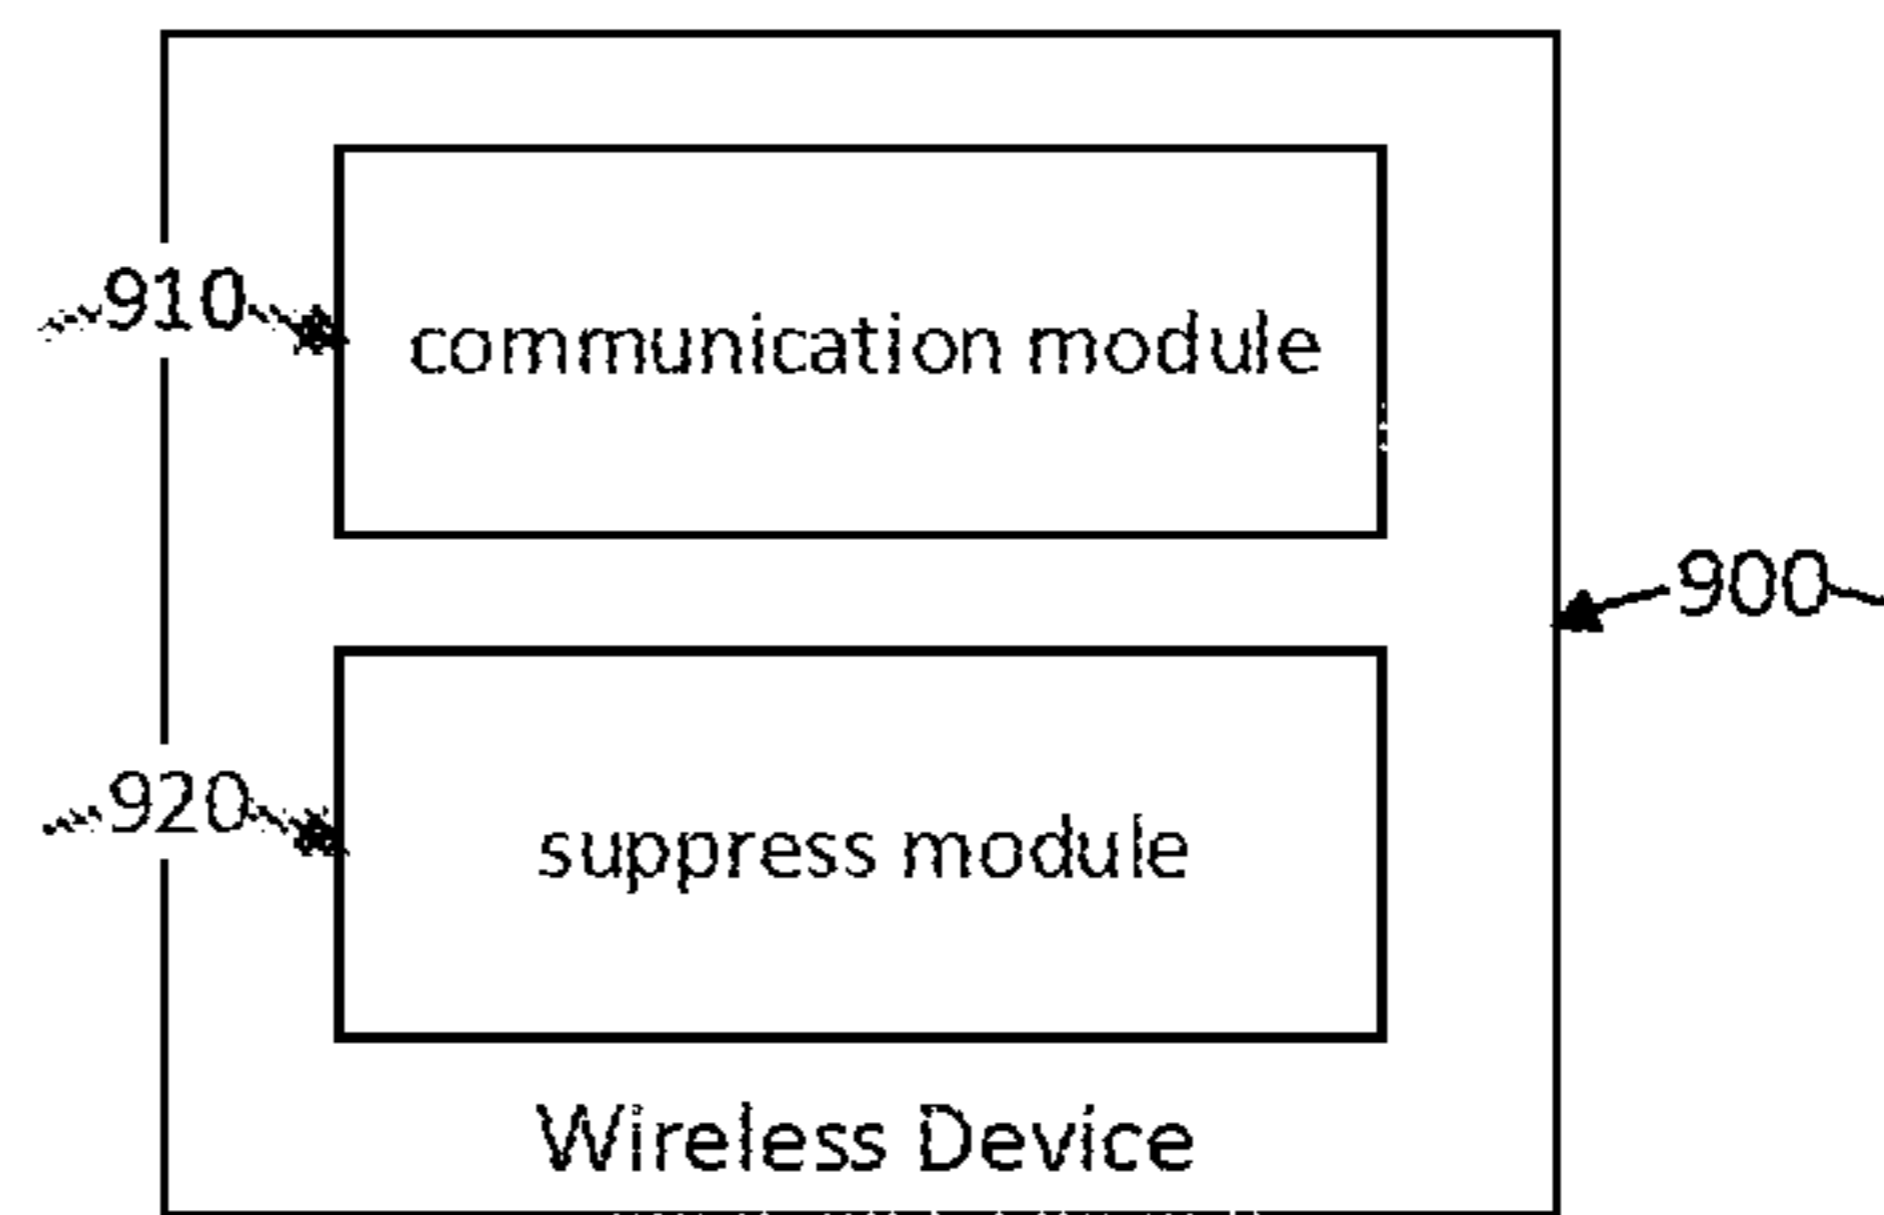 910
communication module
900
920
suppress module
Wireless Device